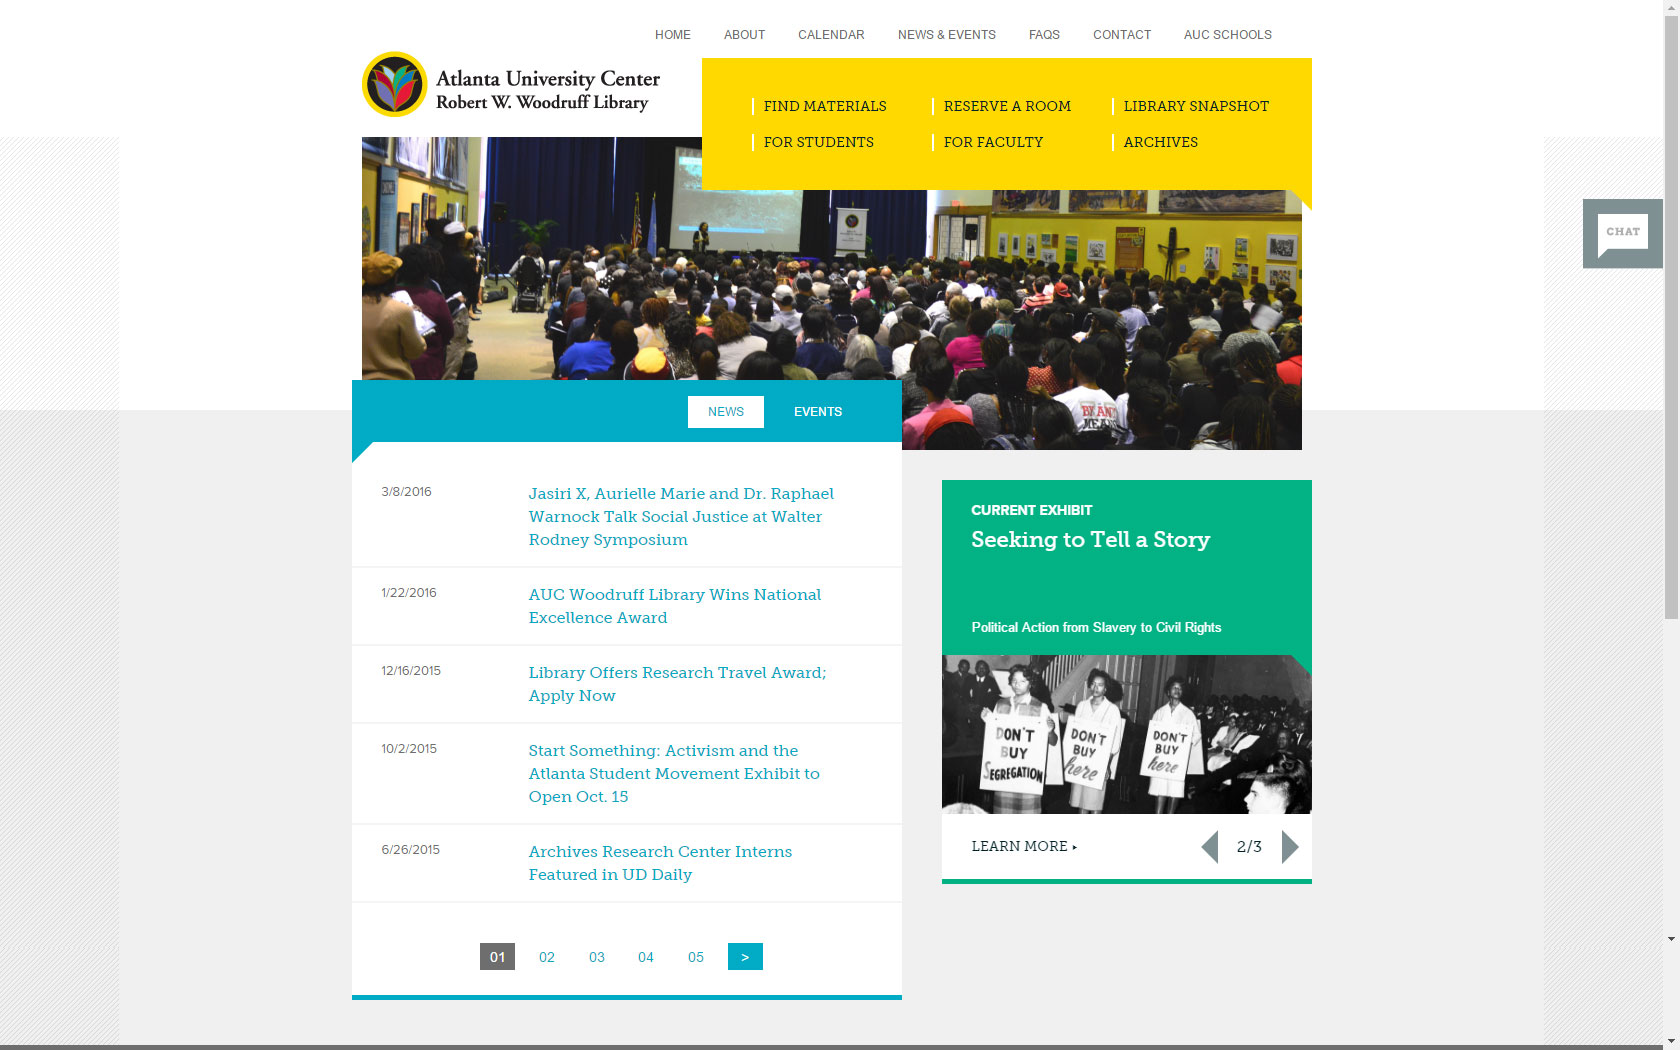 HOME ABOUT CALENDAR NEWS & EVENTS FAQS CONTACT AUC SCHOOLS
Atlanta University Center
Robert W. Woodruff Library
FIND MATERIALS RESERVE A ROOM LIBRARY SNAPSHOT
FOR STUDENTS FOR FACULTY ARCHIVES
CHAT
NEWS EVENTS
3/8/2016 Jasiri X, Aurielle Marie and Dr. Raphael
Warnock Talk Social Justice at Walter
Rodney Symposium
1/22/2016 AUC Woodruff Library Wins National
Excellence Award
12/16/2015 Library Offers Research Travel Award;
Apply Now
10/2/2015 Start Something: Activism and the
Atlanta Student Movement Exhibit to
Open Oct. 15
6/26/2015 Archives Research Center Interns
Featured in UD Daily
01 02 03 04 05 >
CURRENT EXHIBIT
Seeking to Tell a Story
Political Action from Slavery to Civil Rights
DON'T
BUY
SEGREGATION
DON'T
BUY
here
DON'T
BUY
here
LEARN MORE ▸ 2/3